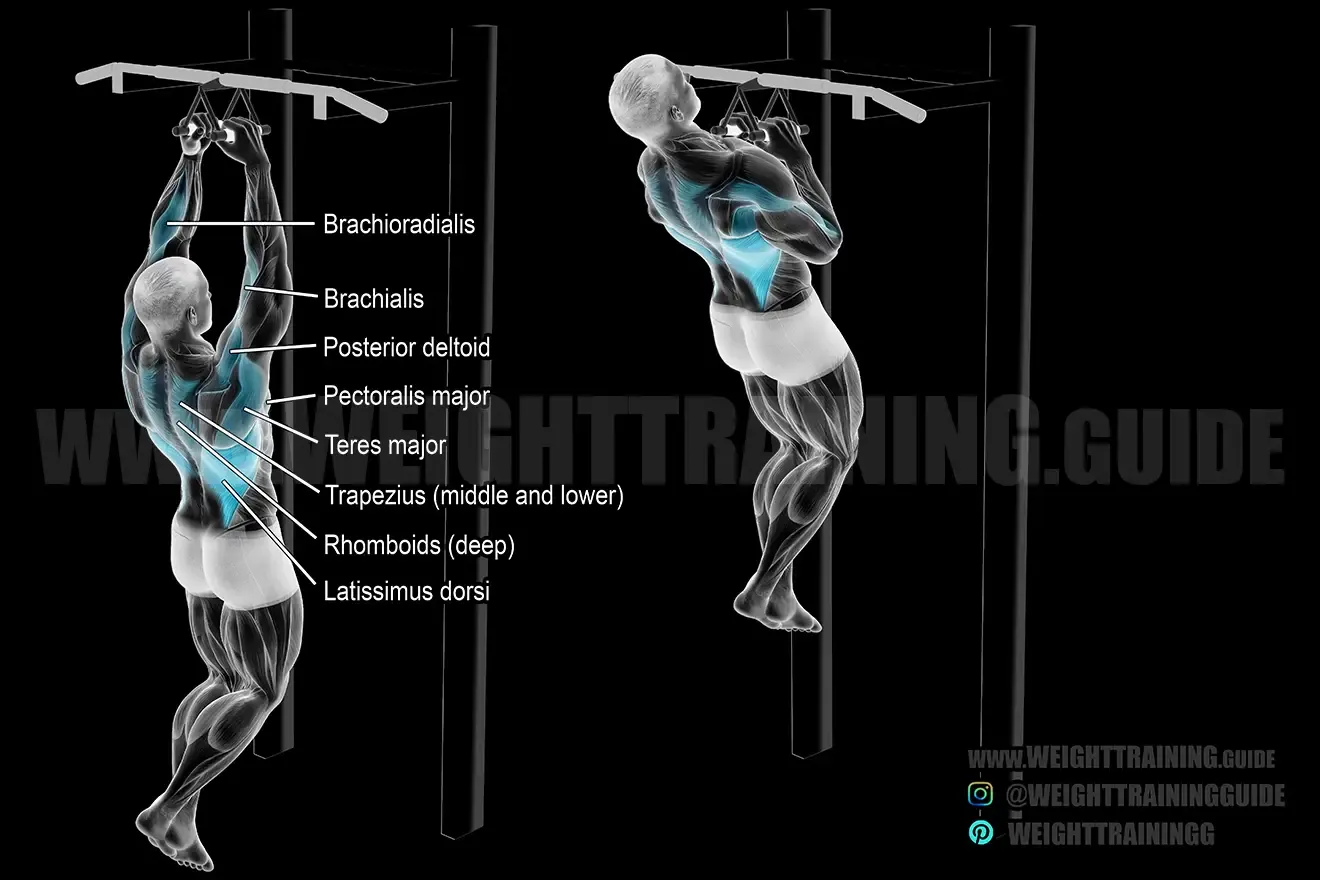 Brachioradialis
Brachialis
Posterior deltoid
Pectoralis major
Teres major
Trapezius (middle and lower)
Rhomboids (deep)
Latissimus dorsi
WWW.WEIGHTTRAINING.GUIDE
WWW.WEIGHTTRAINING.GUIDE
@WEIGHTTRAININGGUIDE
WEIGHTTRAININGG